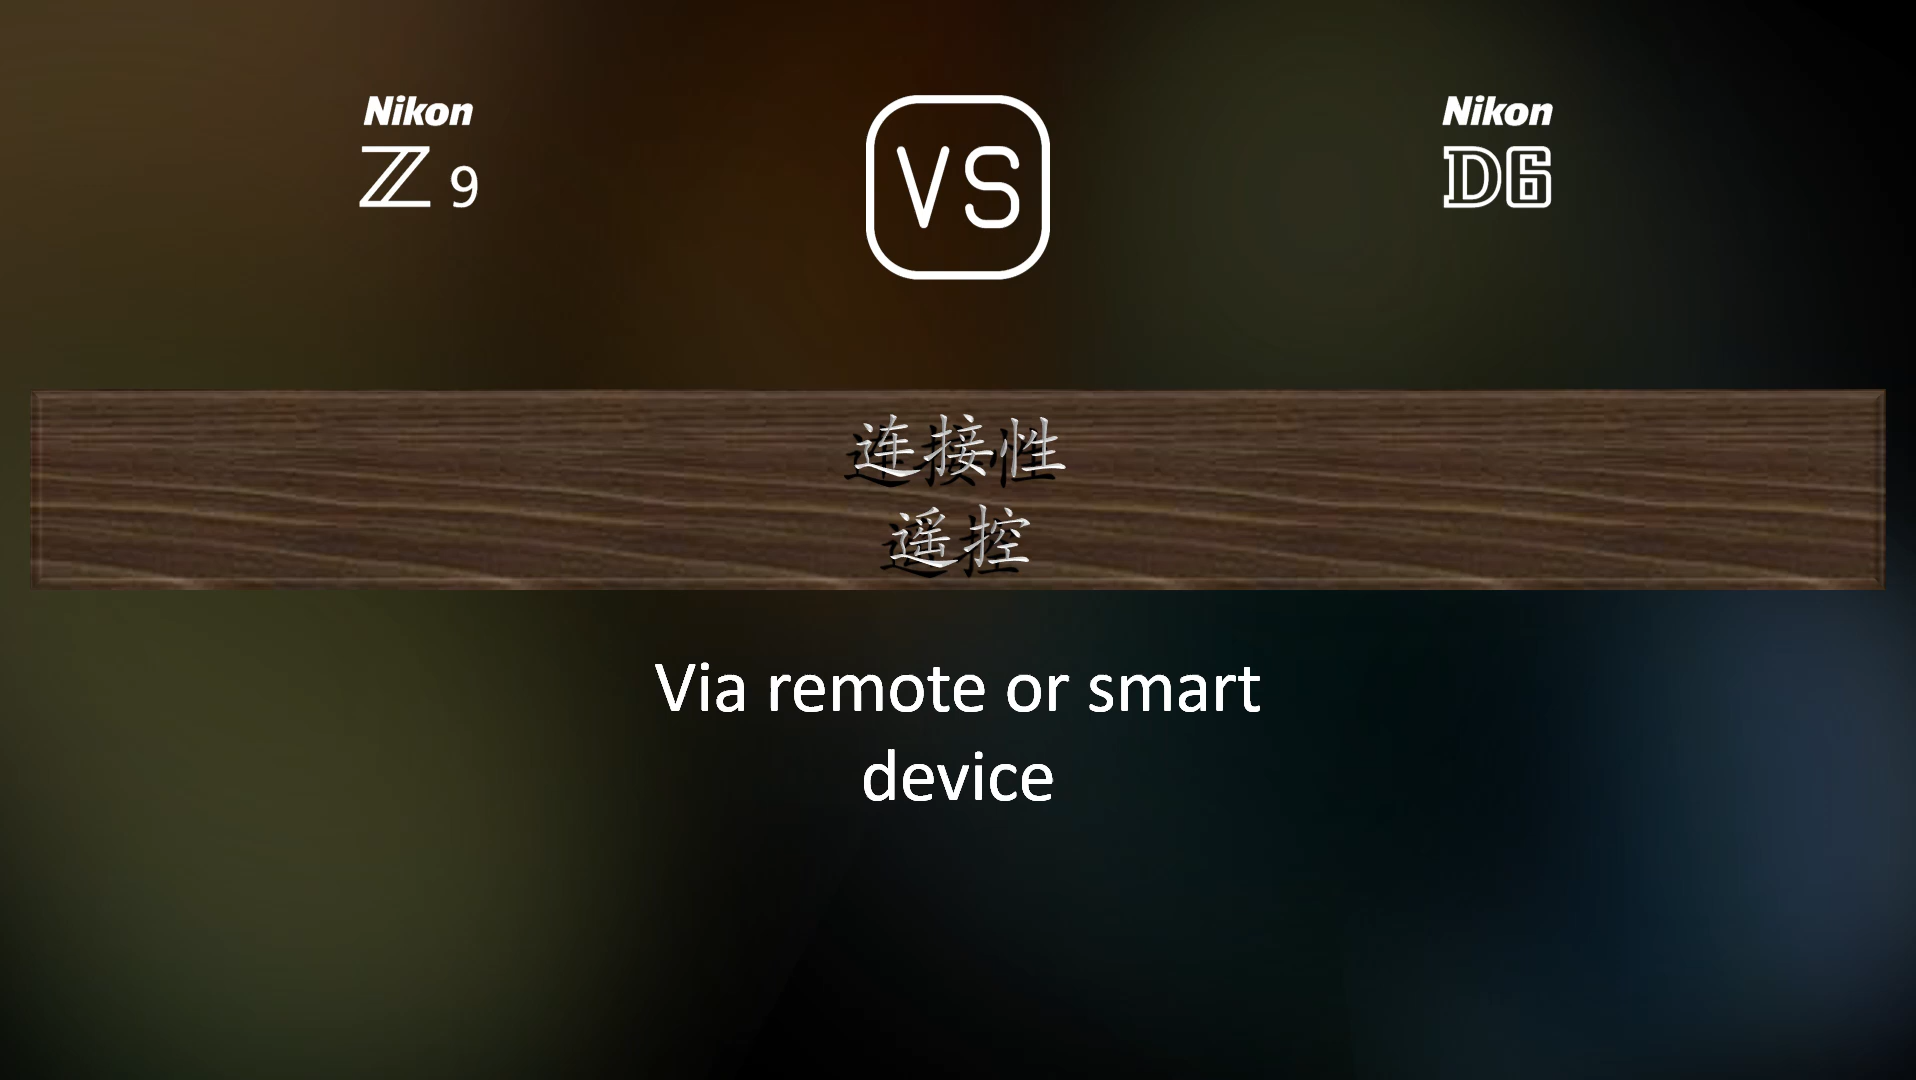 Nikon
Z 9
VS
Nikon
D6
连接性
遥控
Via remote or smart
device